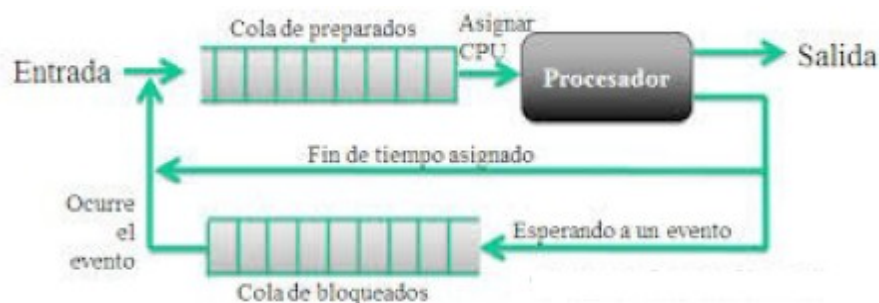 Cola de preparados
Asignar
CPU
Entrada
Procesador
Salida
Fin de tiempo asignado
Ocurre
el
evento
Esperando a un evento
Cola de bloqueados